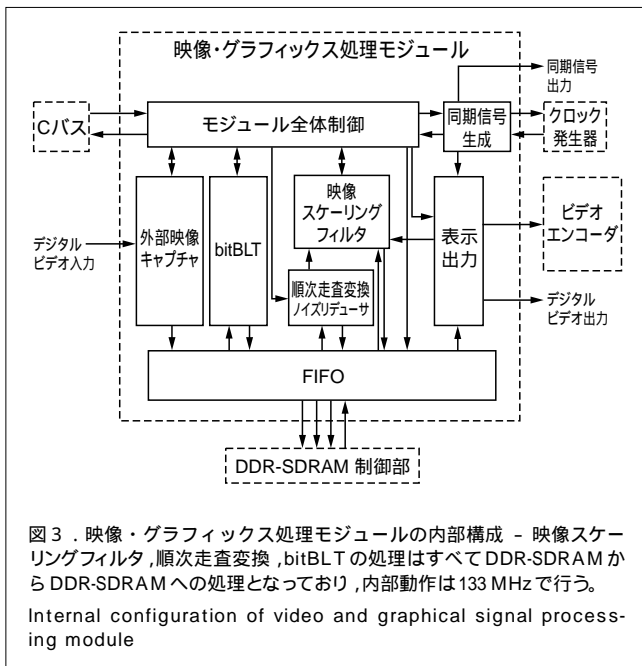 映像・グラフィックス処理モジュール
同期信号
出力
Cバス
モジュール全体制御
同期信号
生成
クロック
発生器
デジタル
ビデオ入力
外部映像
キャプチャ
bitBLT
映像
スケーリング
フィルタ
順次走査変換
ノイズリデューサ
表示
出力
ビデオ
エンコーダ
デジタル
ビデオ出力
FIFO
DDR-SDRAM 制御部
図3．映像・グラフィックス処理モジュールの内部構成 － 映像スケー
リングフィルタ,順次走査変換,bitBLTの処理はすべてDDR-SDRAMか
らDDR-SDRAMへの処理となっており,内部動作は133 MHzで行う。
Internal configuration of video and graphical signal process-
ing module